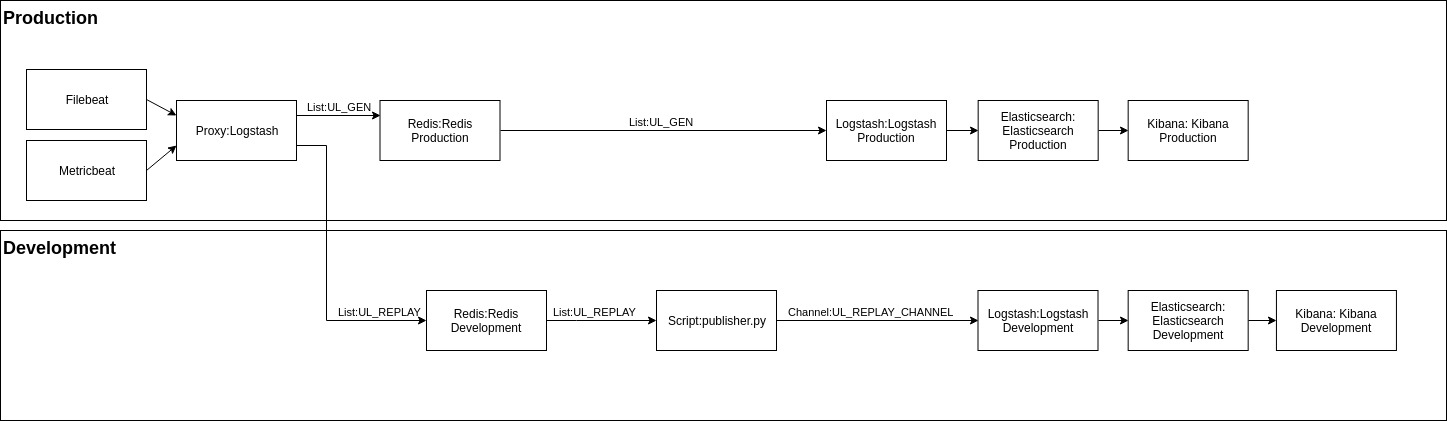 Production
Filebeat
Metricbeat
Proxy:Logstash
List:UL_GEN
Redis:Redis
Production
List:UL_GEN
Logstash:Logstash
Production
Elasticsearch:
Elasticsearch
Production
Kibana: Kibana
Production
Development
List:UL_REPLAY
Redis:Redis
Development
List:UL_REPLAY
Script:publisher.py
Channel:UL_REPLAY_CHANNEL
Logstash:Logstash
Development
Elasticsearch:
Elasticsearch
Development
Kibana: Kibana
Development